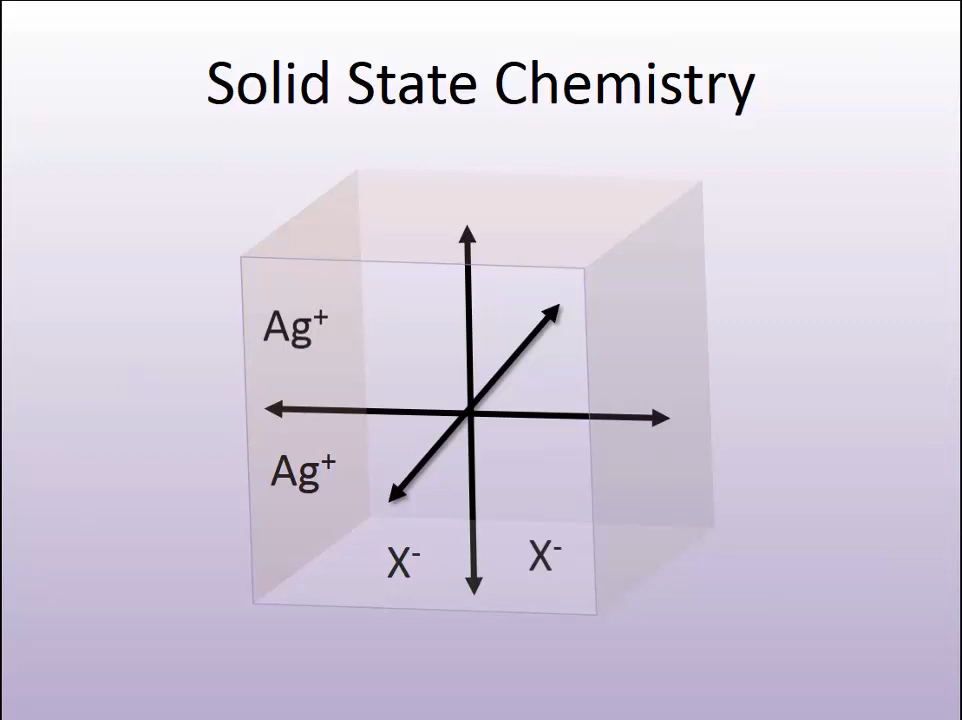 Solid State Chemistry
Ag⁺
Ag⁺
X⁻ X⁻